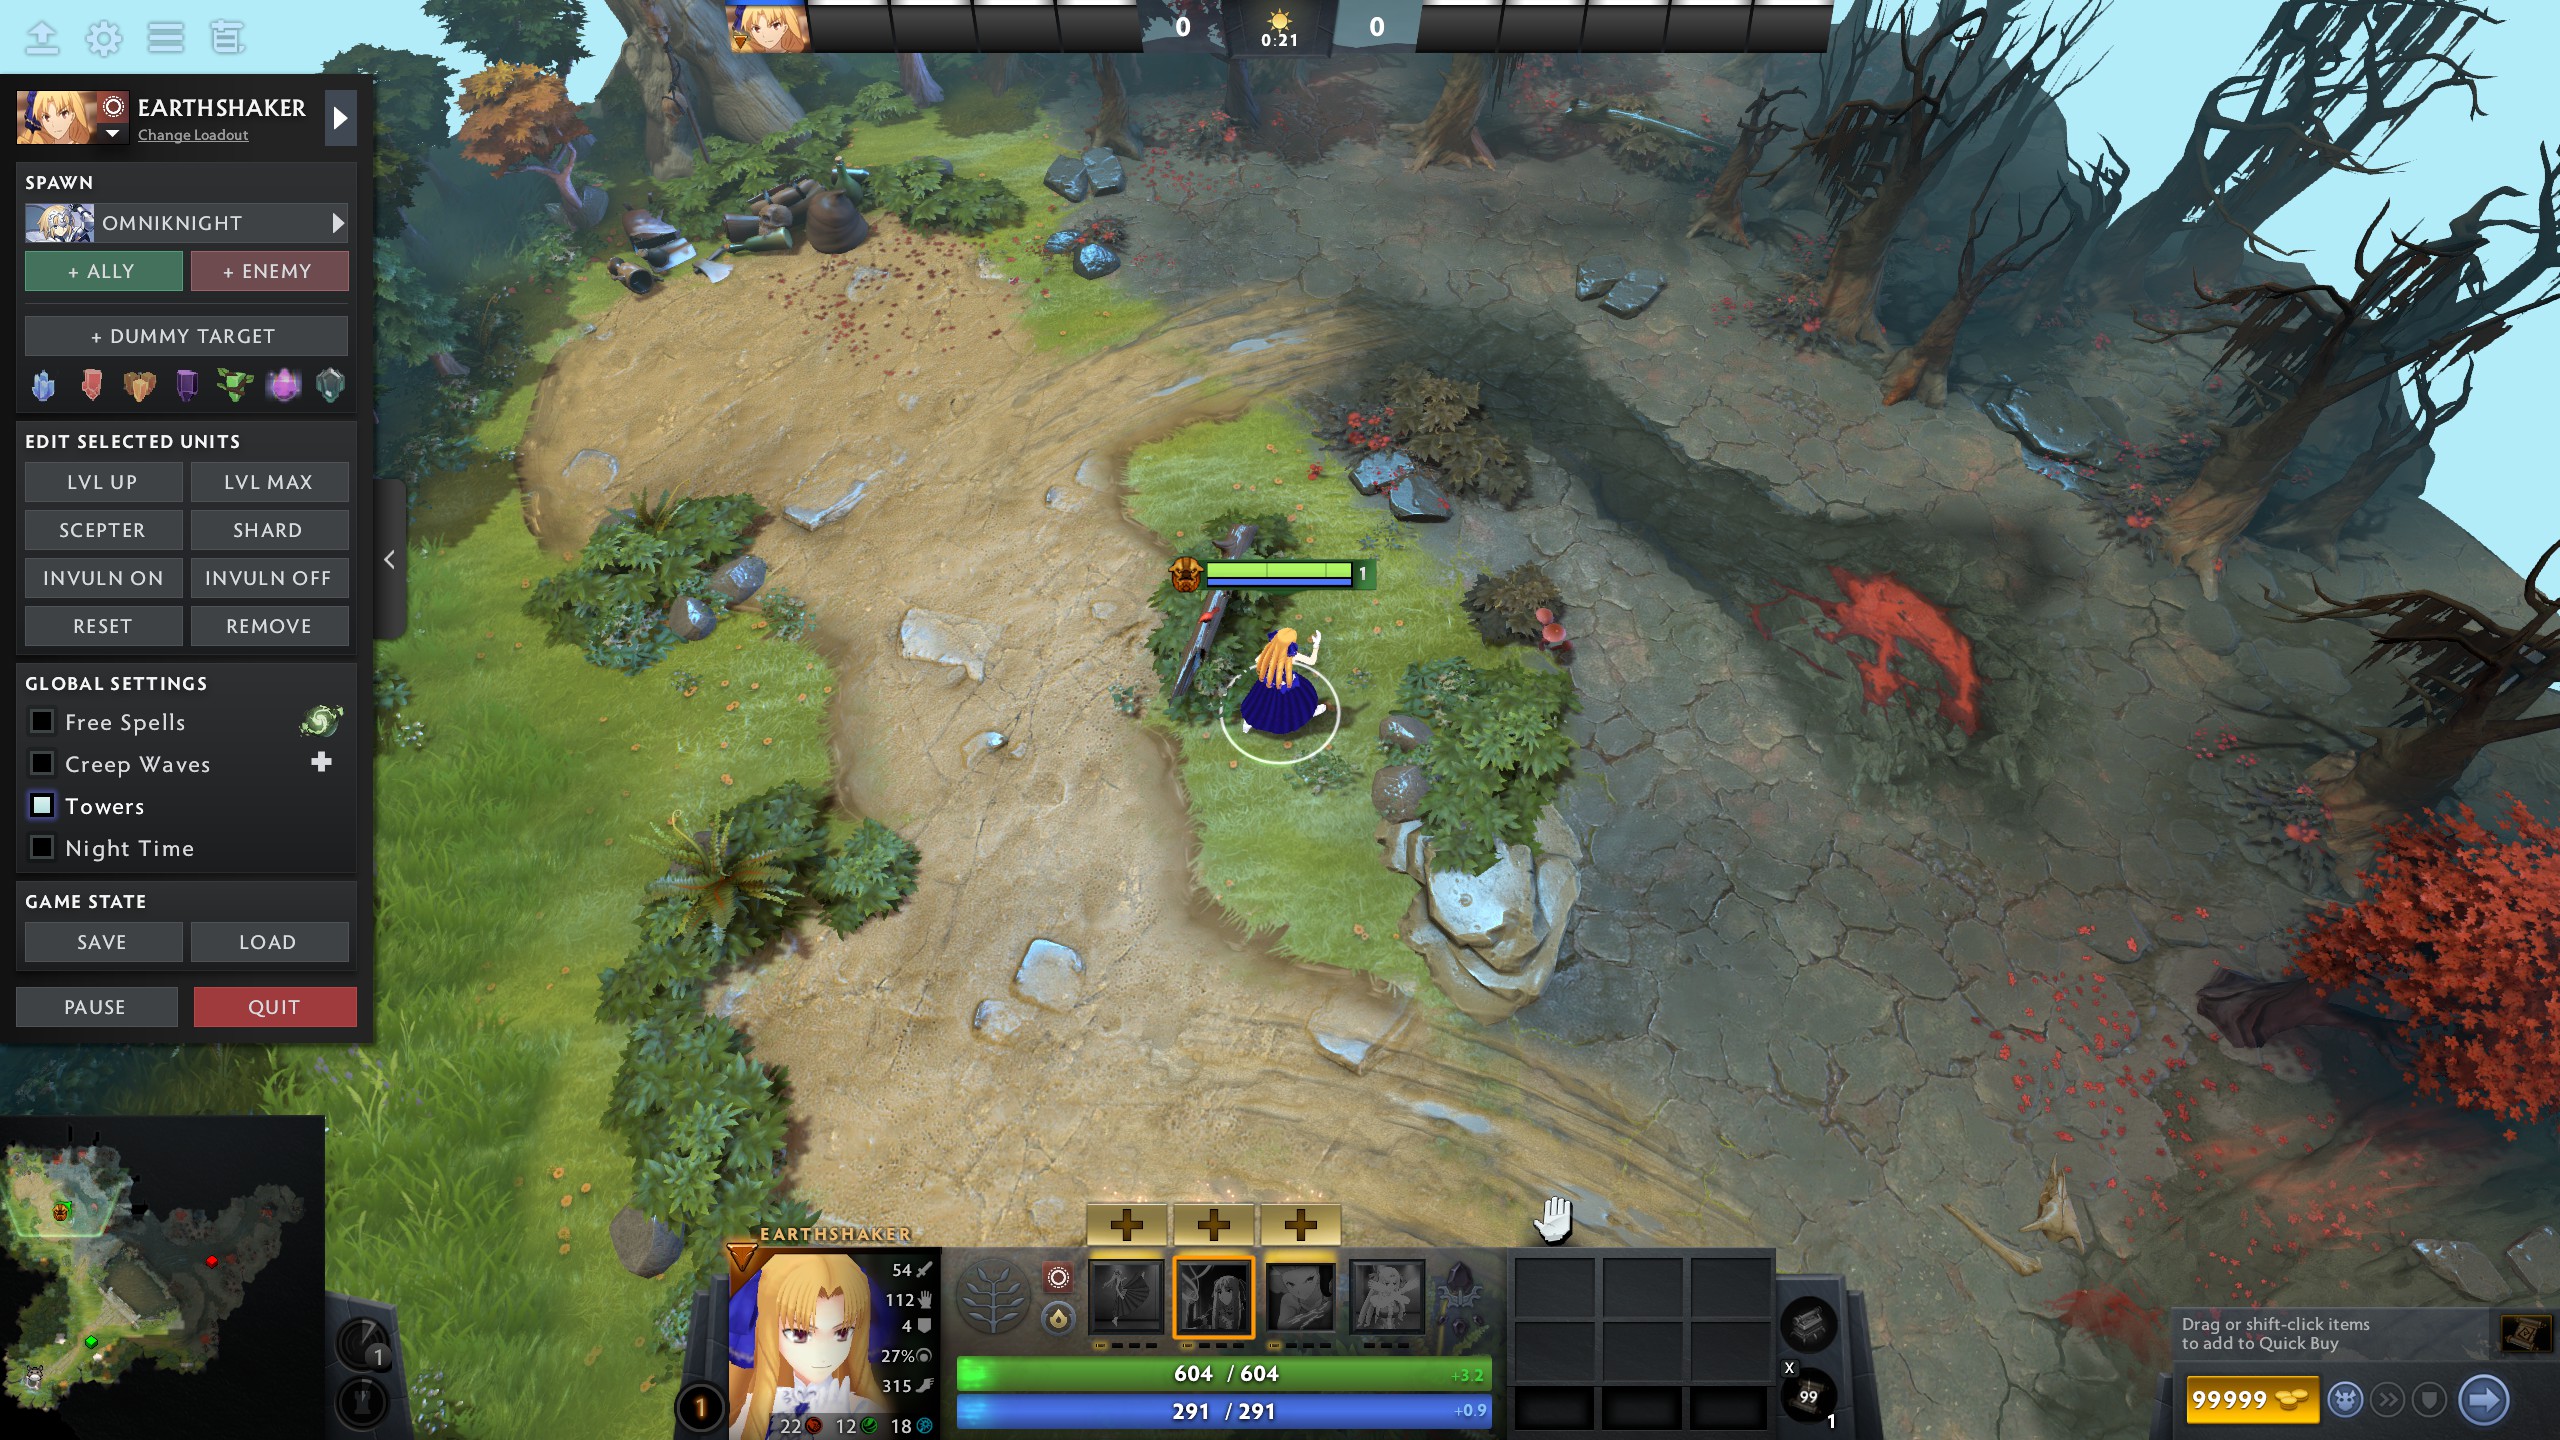 0
0:21
0
EARTHSHAKER
Change Loadout
SPAWN
OMNIKNIGHT
+ ALLY
+ ENEMY
+ DUMMY TARGET
EDIT SELECTED UNITS
LVL UP
LVL MAX
SCEPTER
SHARD
INVULN ON
INVULN OFF
RESET
REMOVE
GLOBAL SETTINGS
Free Spells
Creep Waves
Towers
Night Time
GAME STATE
SAVE
LOAD
PAUSE
QUIT
1
1
EARTHSHAKER
54
112
4
27%
315
22 12 18
1
604 / 604
+3.2
291 / 291
+0.9
X
99
1
Drag or shift-click items
to add to Quick Buy
99999